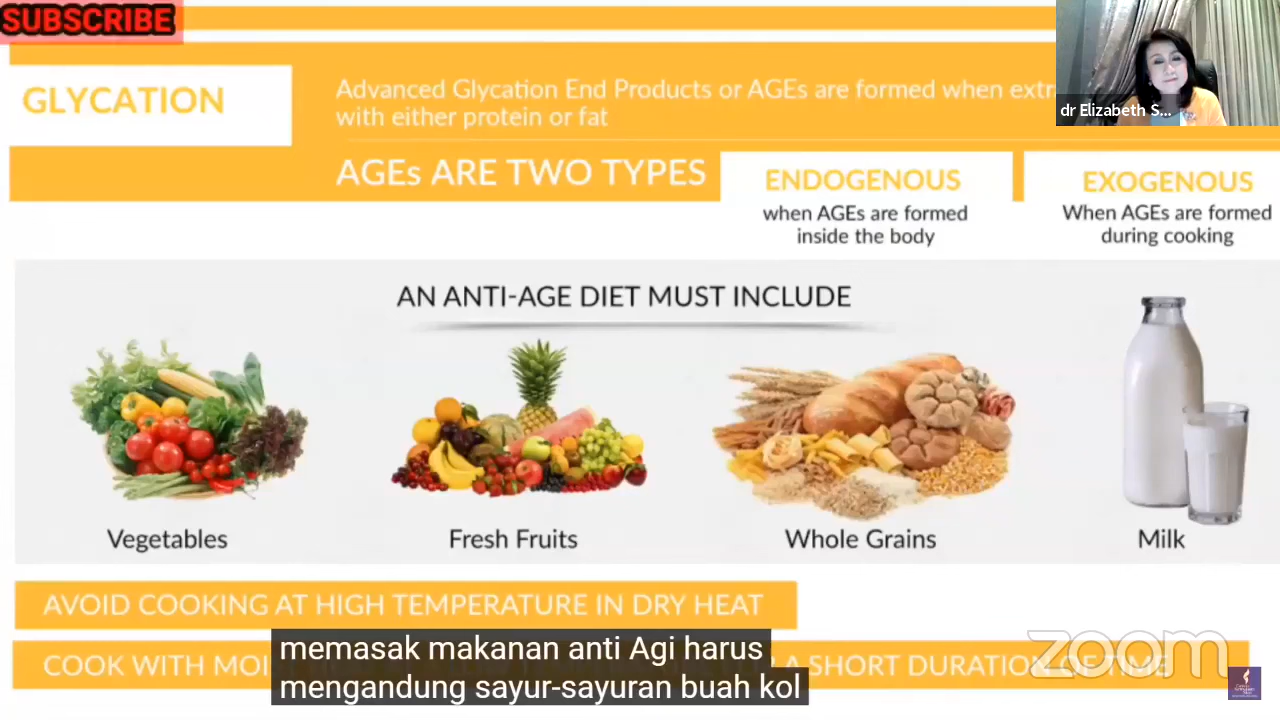 SUBSCRIBE
GLYCATION
Advanced Glycation End Products or AGEs are formed when
with either protein or fat
dr Elizabeth S...
AGEs ARE TWO TYPES
ENDOGENOUS
when AGEs are formed
inside the body
EXOGENOUS
When AGEs are formed
during cooking
AN ANTI-AGE DIET MUST INCLUDE
Vegetables
Fresh Fruits
Whole Grains
Milk
AVOID COOKING AT HIGH TEMPERATURE IN DRY HEAT
COOK WITH
A SHORT DURATION OF TIME
memasak makanan anti Agi harus
mengandung sayur-sayuran buah kol
zoom